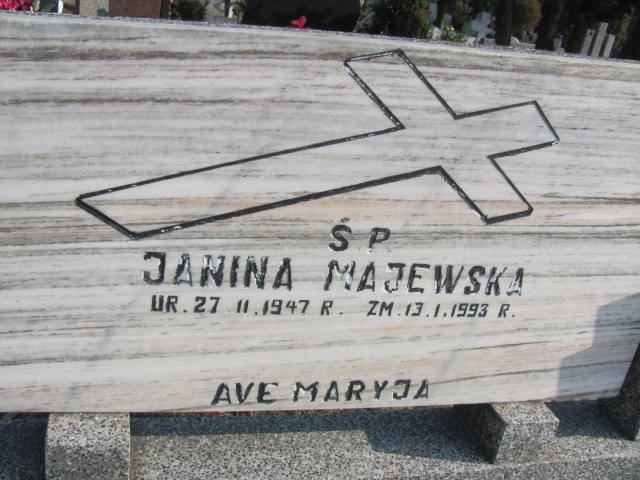 Ś.P.
JANINA MAJEWSKA
UR. 27.11.1947 R. ZM. 13.1.1993 R.
AVE MARYJA